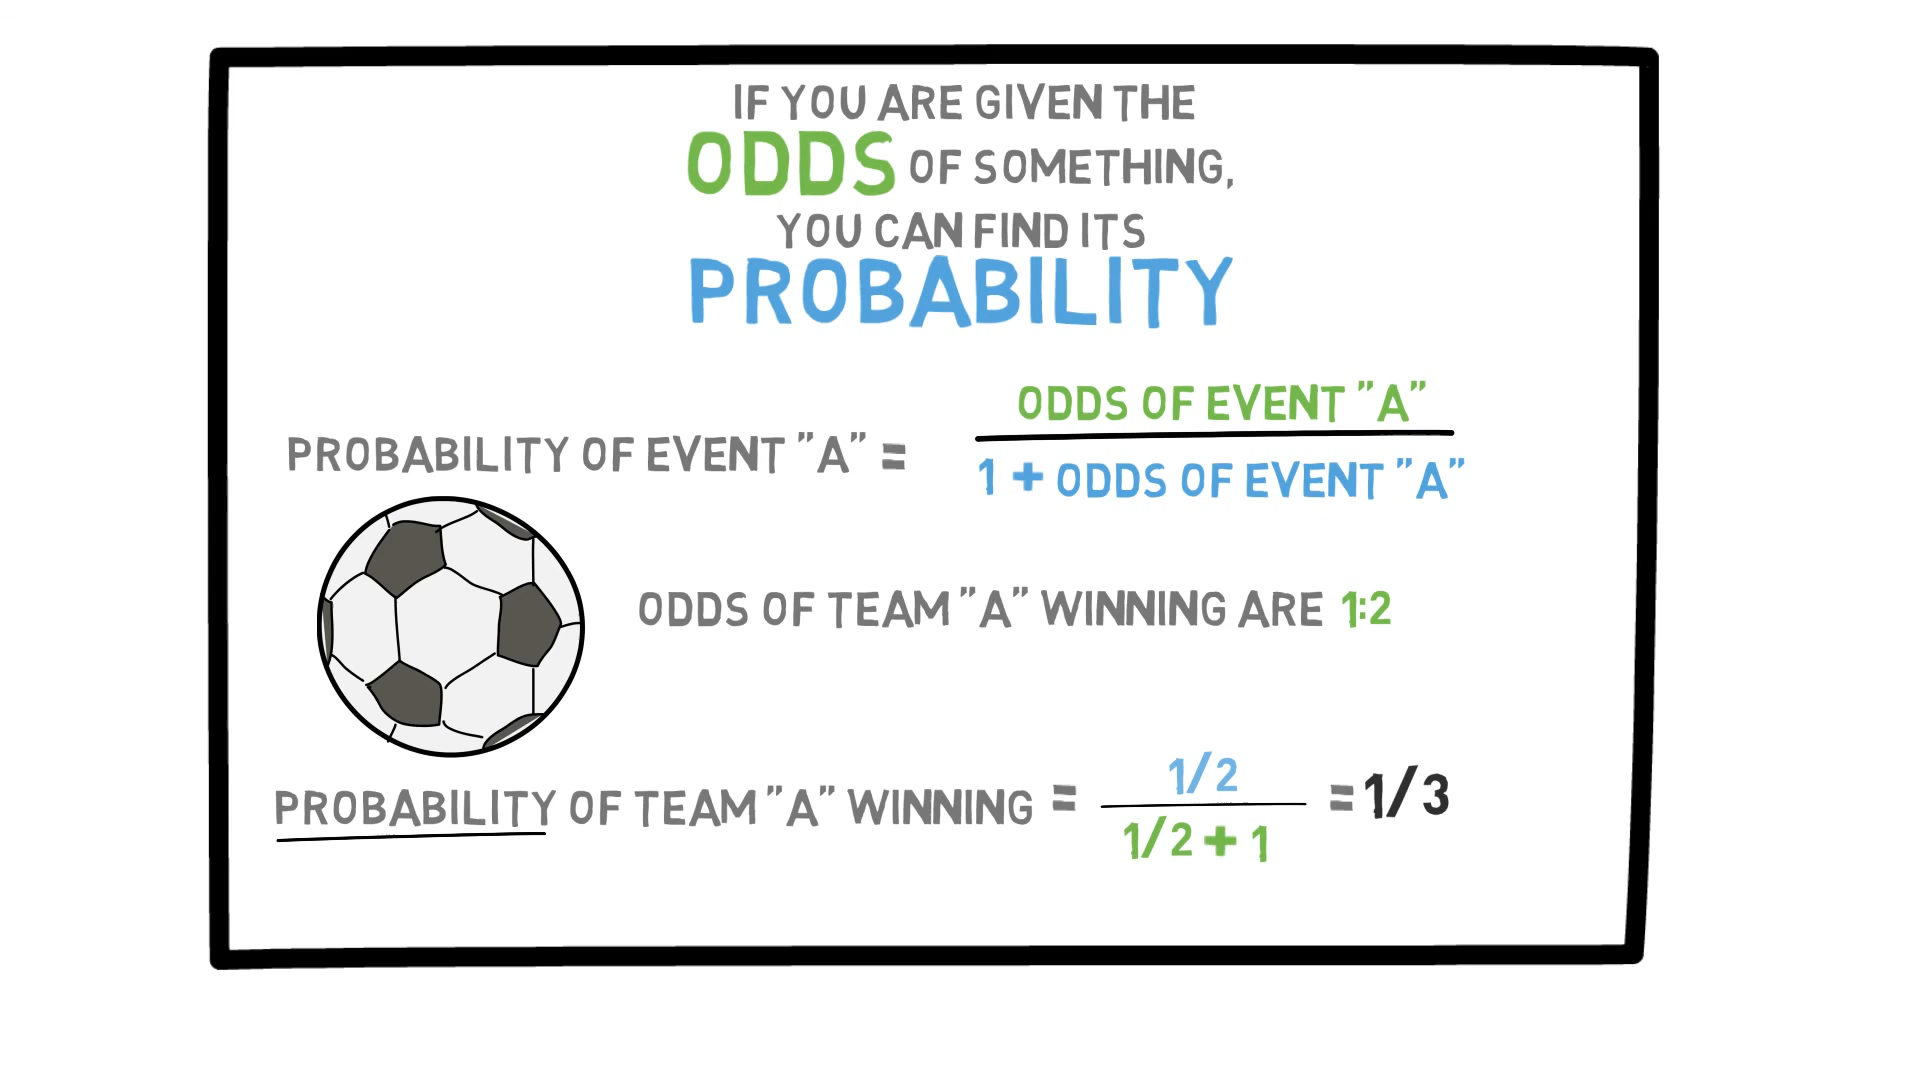 IF YOU ARE GIVEN THE
ODDS OF SOMETHING,
YOU CAN FIND ITS
PROBABILITY
PROBABILITY OF EVENT "A" =
ODDS OF EVENT "A"
1 + ODDS OF EVENT "A"
ODDS OF TEAM "A" WINNING ARE 1:2
PROBABILITY OF TEAM "A" WINNING =
1/2
1/2 + 1
= 1/3